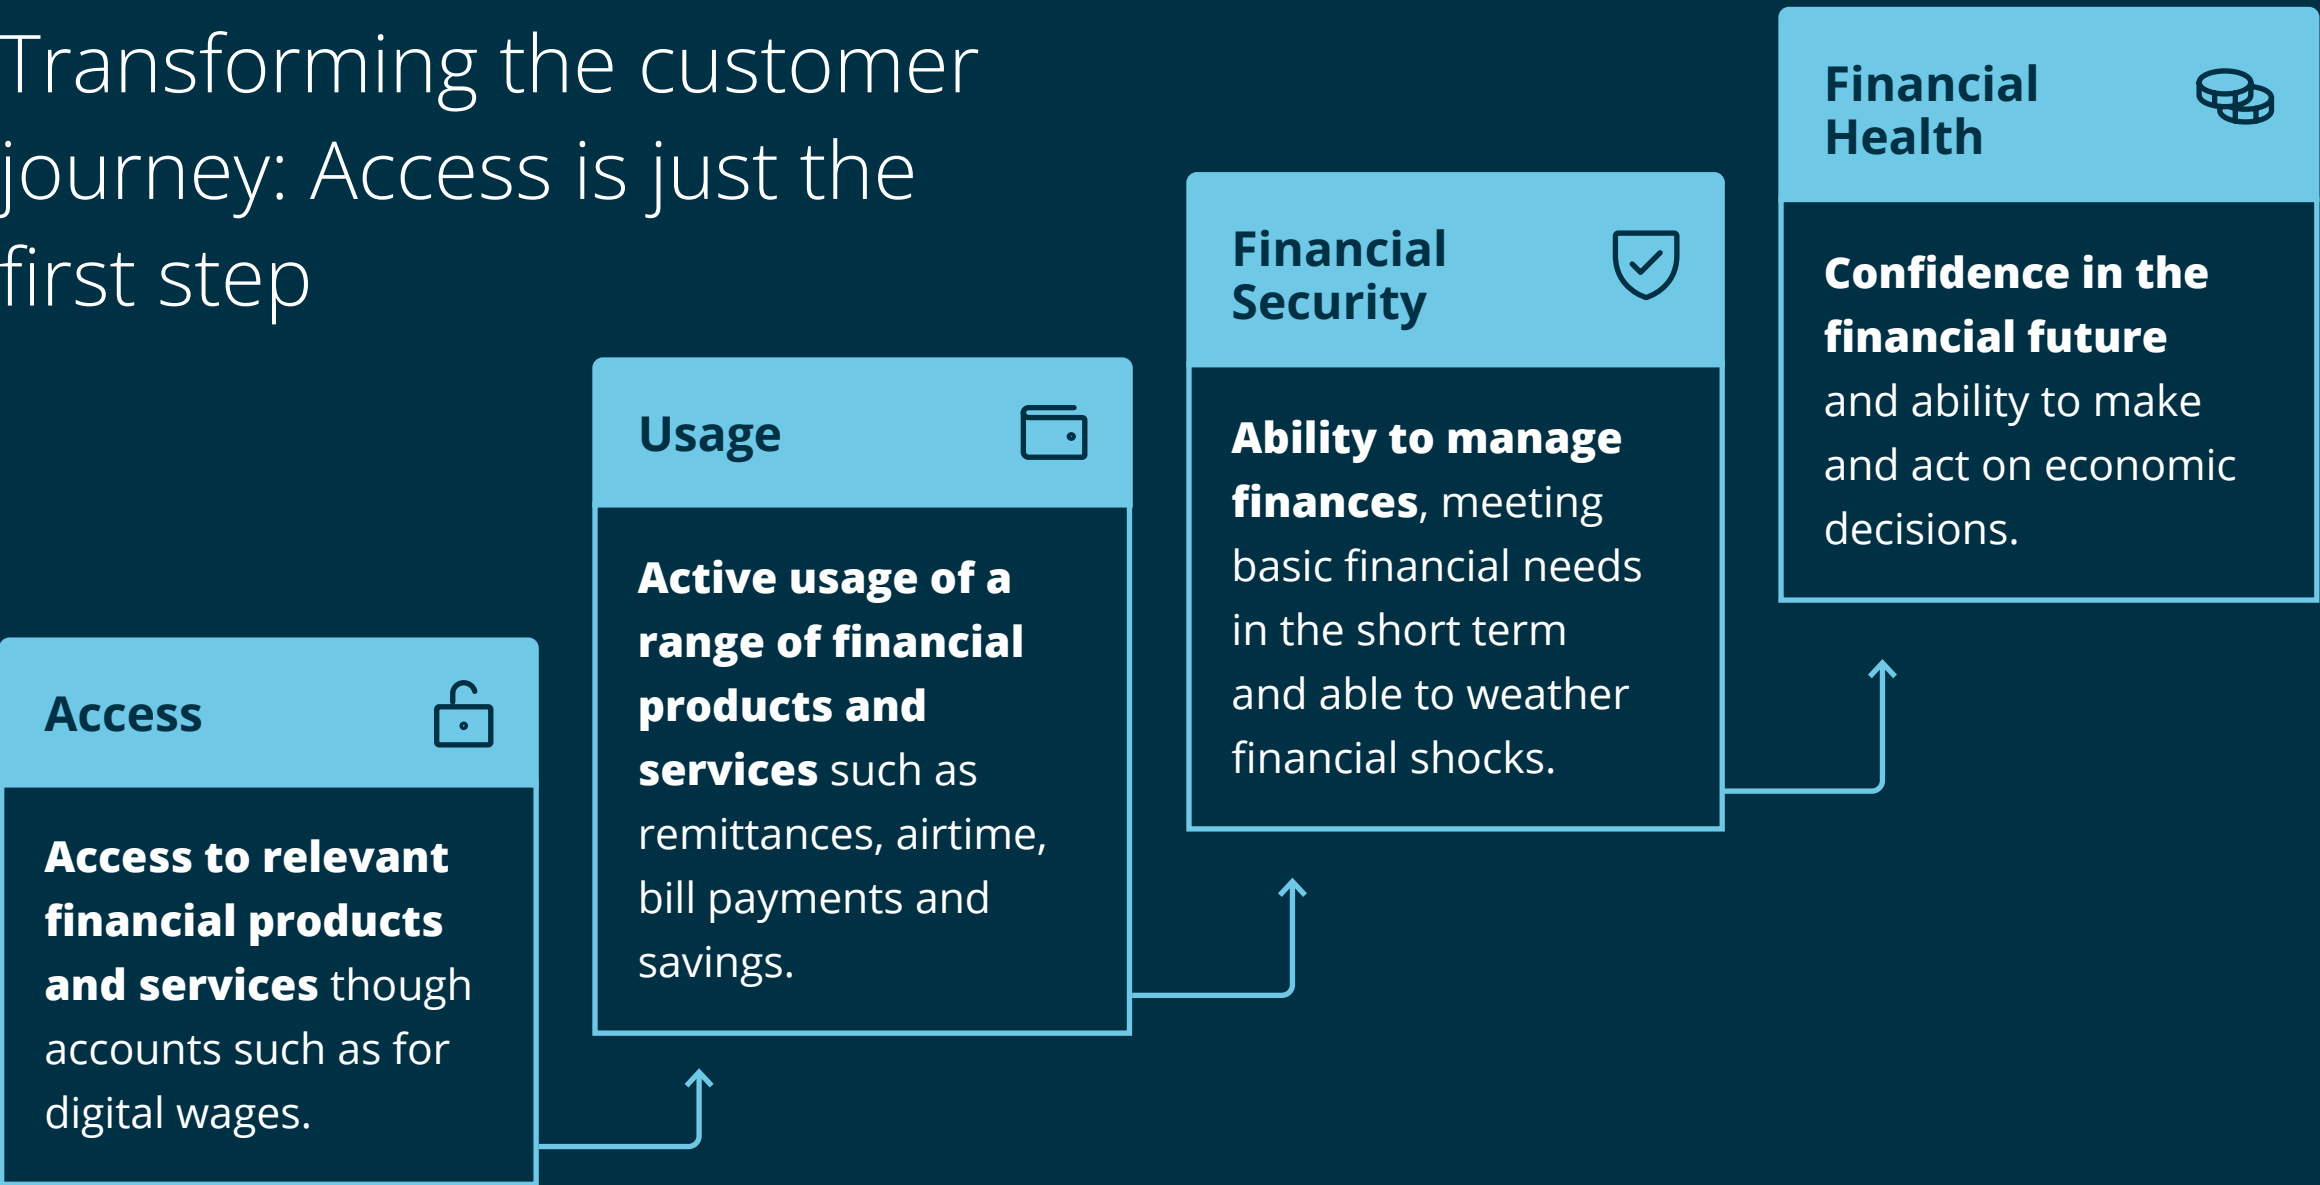 Transforming the customer
journey: Access is just the
first step
Access
Access to relevant
financial products
and services though
accounts such as for
digital wages.
Usage
Active usage of a
range of financial
products and
services such as
remittances, airtime,
bill payments and
savings.
Financial
Security
Ability to manage
finances, meeting
basic financial needs
in the short term
and able to weather
financial shocks.
Financial
Health
Confidence in the
financial future
and ability to make
and act on economic
decisions.